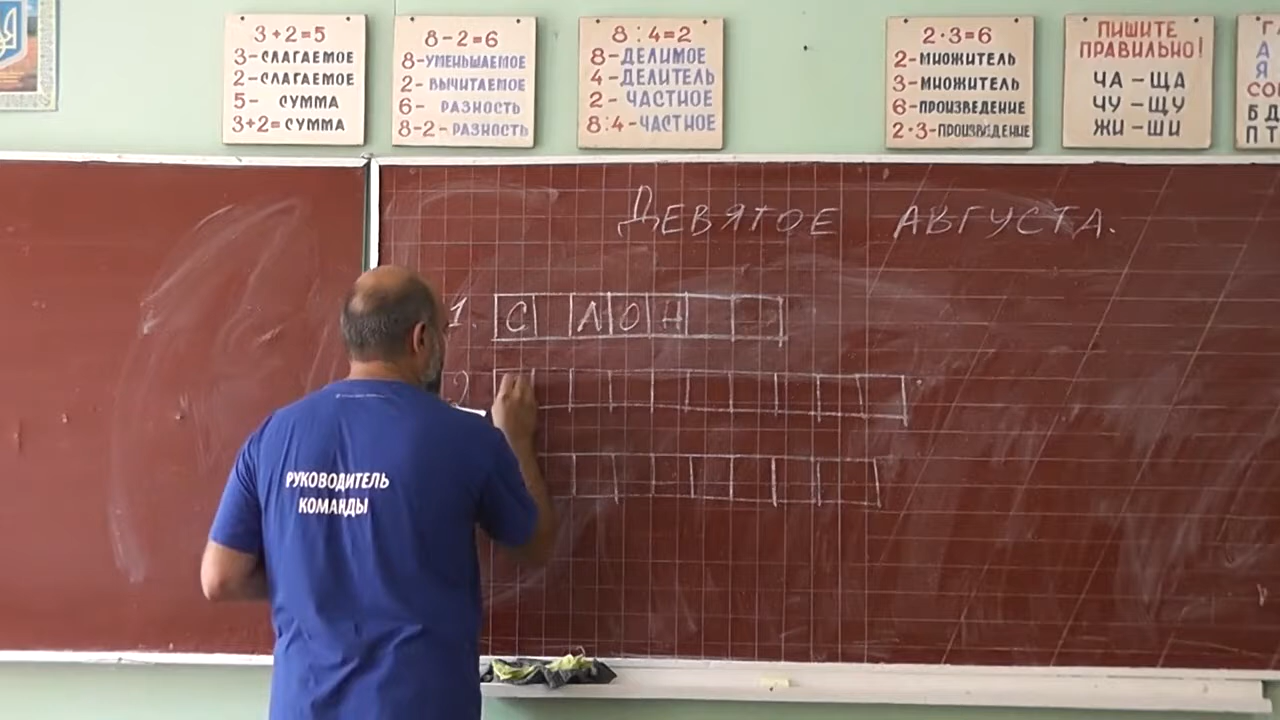 3+2=5
3-СЛАГАЕМОЕ
2-СЛАГАЕМОЕ
5- СУММА
3+2=СУММА
8-2=6
8-УМЕНЬШАЕМОЕ
2-ВЫЧИТАЕМОЕ
6- РАЗНОСТЬ
8-2-РАЗНОСТЬ
8:4=2
8-ДЕЛИМОЕ
4-ДЕЛИТЕЛЬ
2-ЧАСТНОЕ
8:4-ЧАСТНОЕ
2·3=6
2-МНОЖИТЕЛЬ
3-МНОЖИТЕЛЬ
6-ПРОИЗВЕДЕНИЕ
2·3-ПРОИЗВЕДЕНИЕ
ПИШИТЕ
ПРАВИЛЬНО!
ЧА-ЩА
ЧУ-ЩУ
ЖИ-ШИ
ДЕВЯТОЕ АВГУСТА.
1. С ЛОН
2
РУКОВОДИТЕЛЬ
КОМАНДЫ